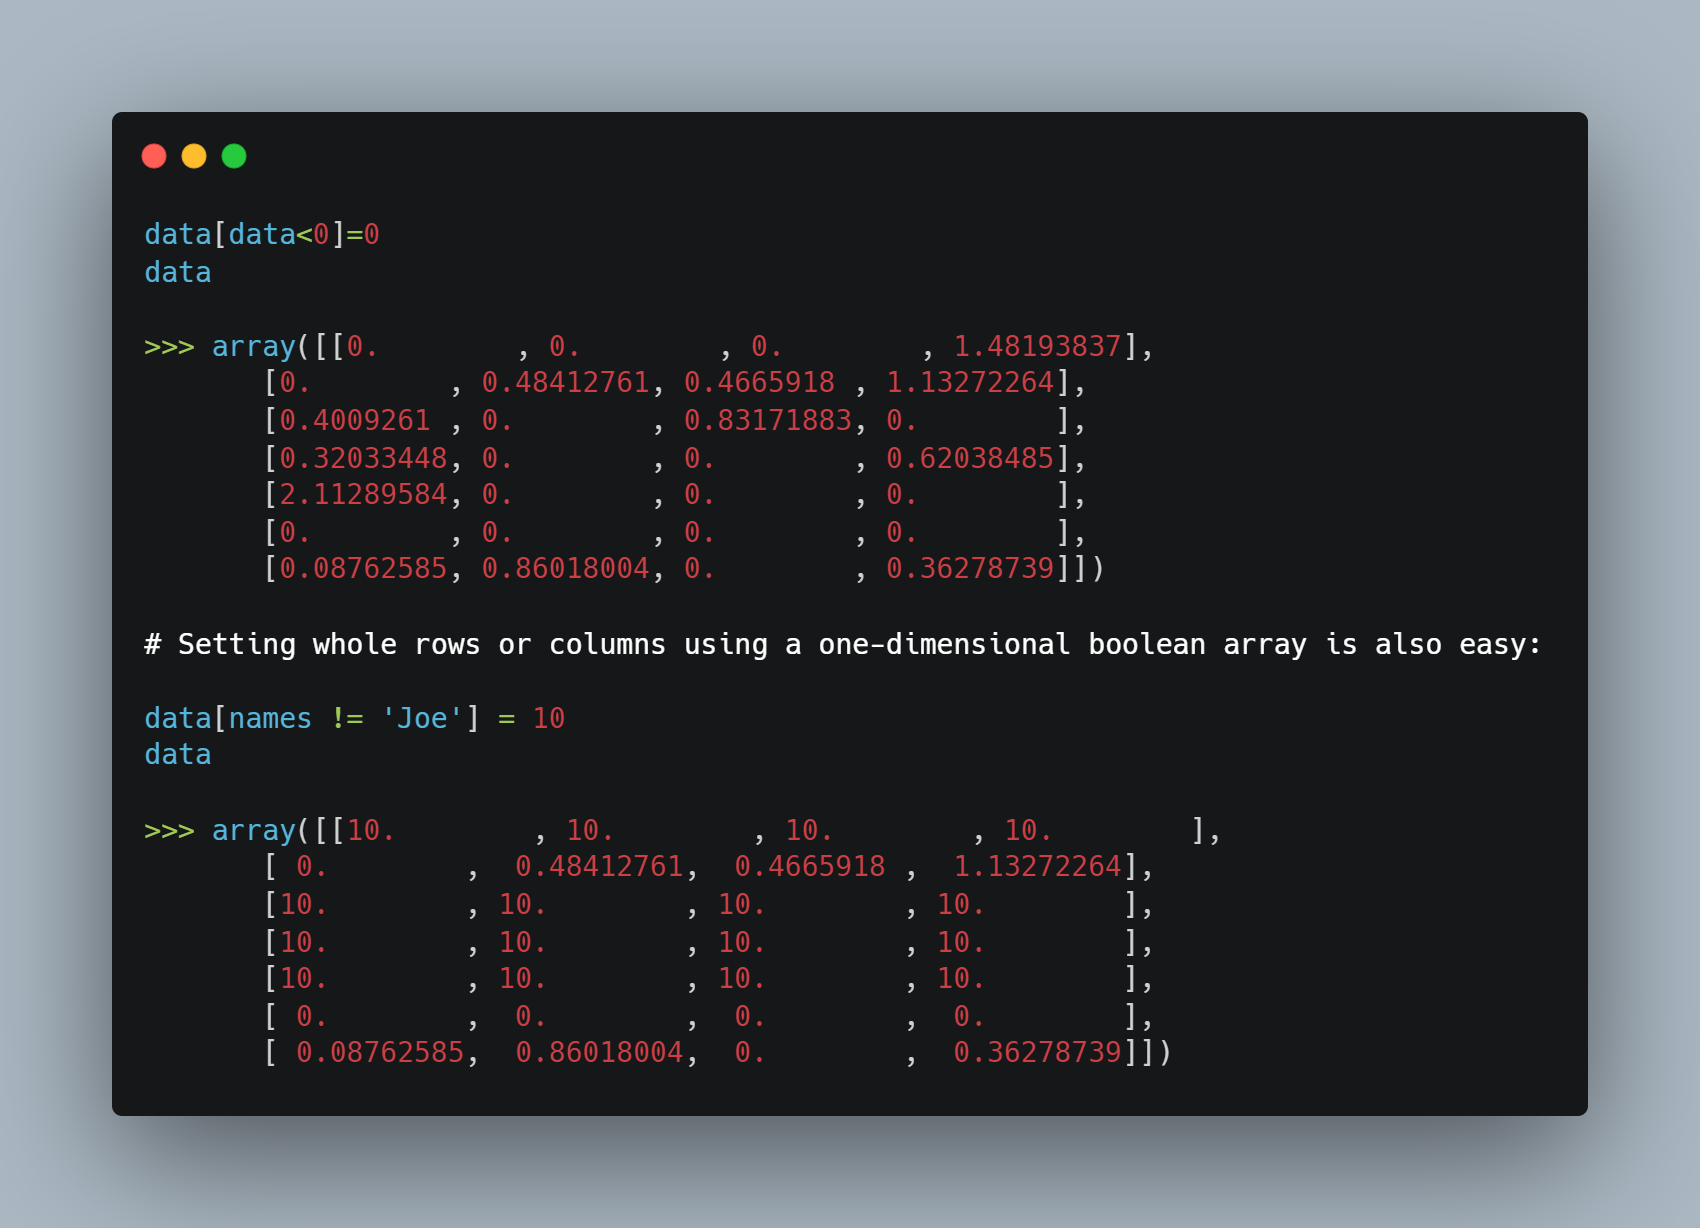 data[data<0]=0
data
>>> array([[0.        , 0.        , 0.        , 1.48193837],
       [0.        , 0.48412761, 0.4665918 , 1.13272264],
       [0.4009261 , 0.        , 0.83171883, 0.        ],
       [0.32033448, 0.        , 0.        , 0.62038485],
       [2.11289584, 0.        , 0.        , 0.        ],
       [0.        , 0.        , 0.        , 0.        ],
       [0.08762585, 0.86018004, 0.        , 0.36278739]])
# Setting whole rows or columns using a one-dimensional boolean array is also easy:
data[names != 'Joe'] = 10
data
>>> array([[10.        , 10.        , 10.        , 10.        ],
       [ 0.        ,  0.48412761,  0.4665918 ,  1.13272264],
       [10.        , 10.        , 10.        , 10.        ],
       [10.        , 10.        , 10.        , 10.        ],
       [10.        , 10.        , 10.        , 10.        ],
       [ 0.        ,  0.        ,  0.        ,  0.        ],
       [ 0.08762585,  0.86018004,  0.        ,  0.36278739]])